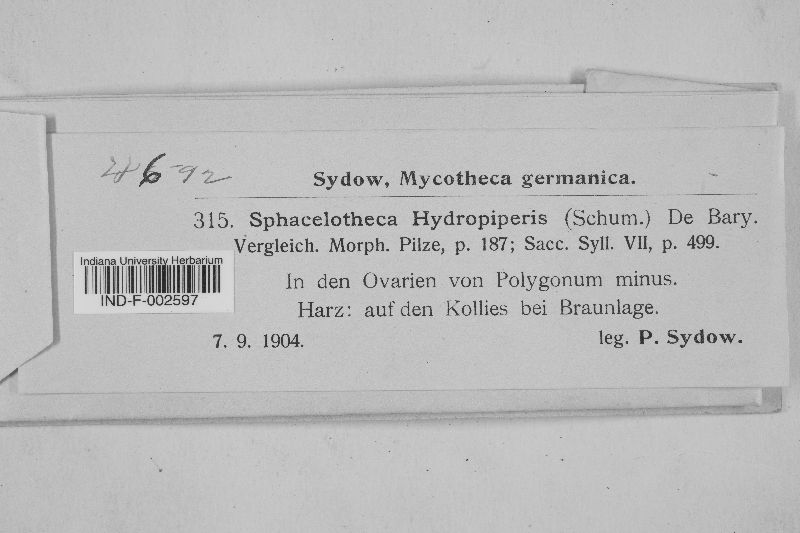 Sydow, Mycotheca germanica.
315. Sphacelotheca Hydropiperis (Schum.) De Bary.
Vergleich. Morph. Pilze, p. 187; Sacc. Syll. VII, p. 499.
Indiana University Herbarium
IND-F-002597
In den Ovarien von Polygonum minus.
Harz: auf den Kollies bei Braunlage.
7. 9. 1904.
leg. P. Sydow.